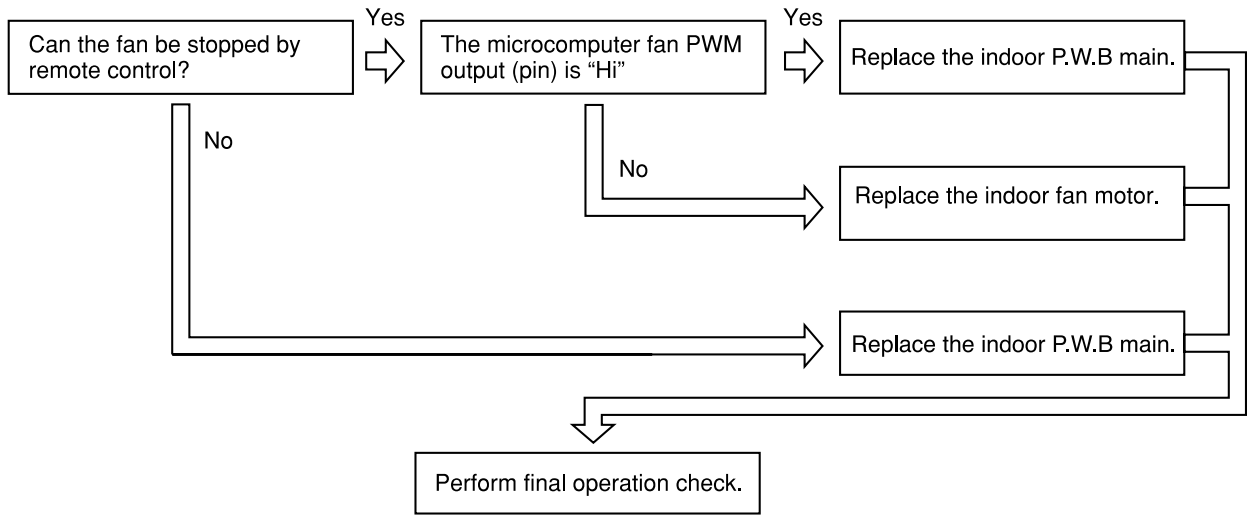 Can the fan be stopped by
remote control?
Yes
The microcomputer fan PWM
output (pin) is “Hi”
Yes
Replace the indoor P.W.B main.
No
No
Replace the indoor fan motor.
Replace the indoor P.W.B main.
Perform final operation check.